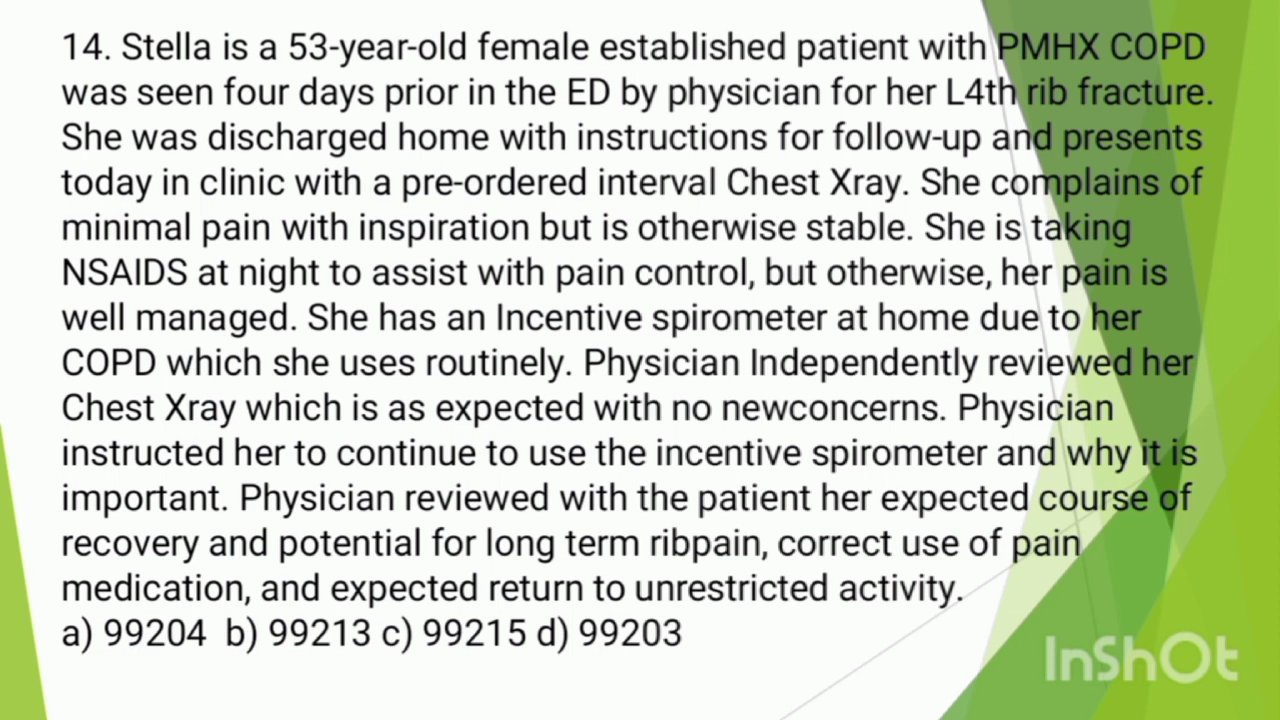 14. Stella is a 53-year-old female established patient with PMHX COPD
was seen four days prior in the ED by physician for her L4th rib fracture.
She was discharged home with instructions for follow-up and presents
today in clinic with a pre-ordered interval Chest Xray. She complains of
minimal pain with inspiration but is otherwise stable. She is taking
NSAIDS at night to assist with pain control, but otherwise, her pain is
well managed. She has an Incentive spirometer at home due to her
COPD which she uses routinely. Physician Independently reviewed her
Chest Xray which is as expected with no newconcerns. Physician
instructed her to continue to use the incentive spirometer and why it is
important. Physician reviewed with the patient her expected course of
recovery and potential for long term ribpain, correct use of pain
medication, and expected return to unrestricted activity.
a) 99204 b) 99213 c) 99215 d) 99203
InShOt